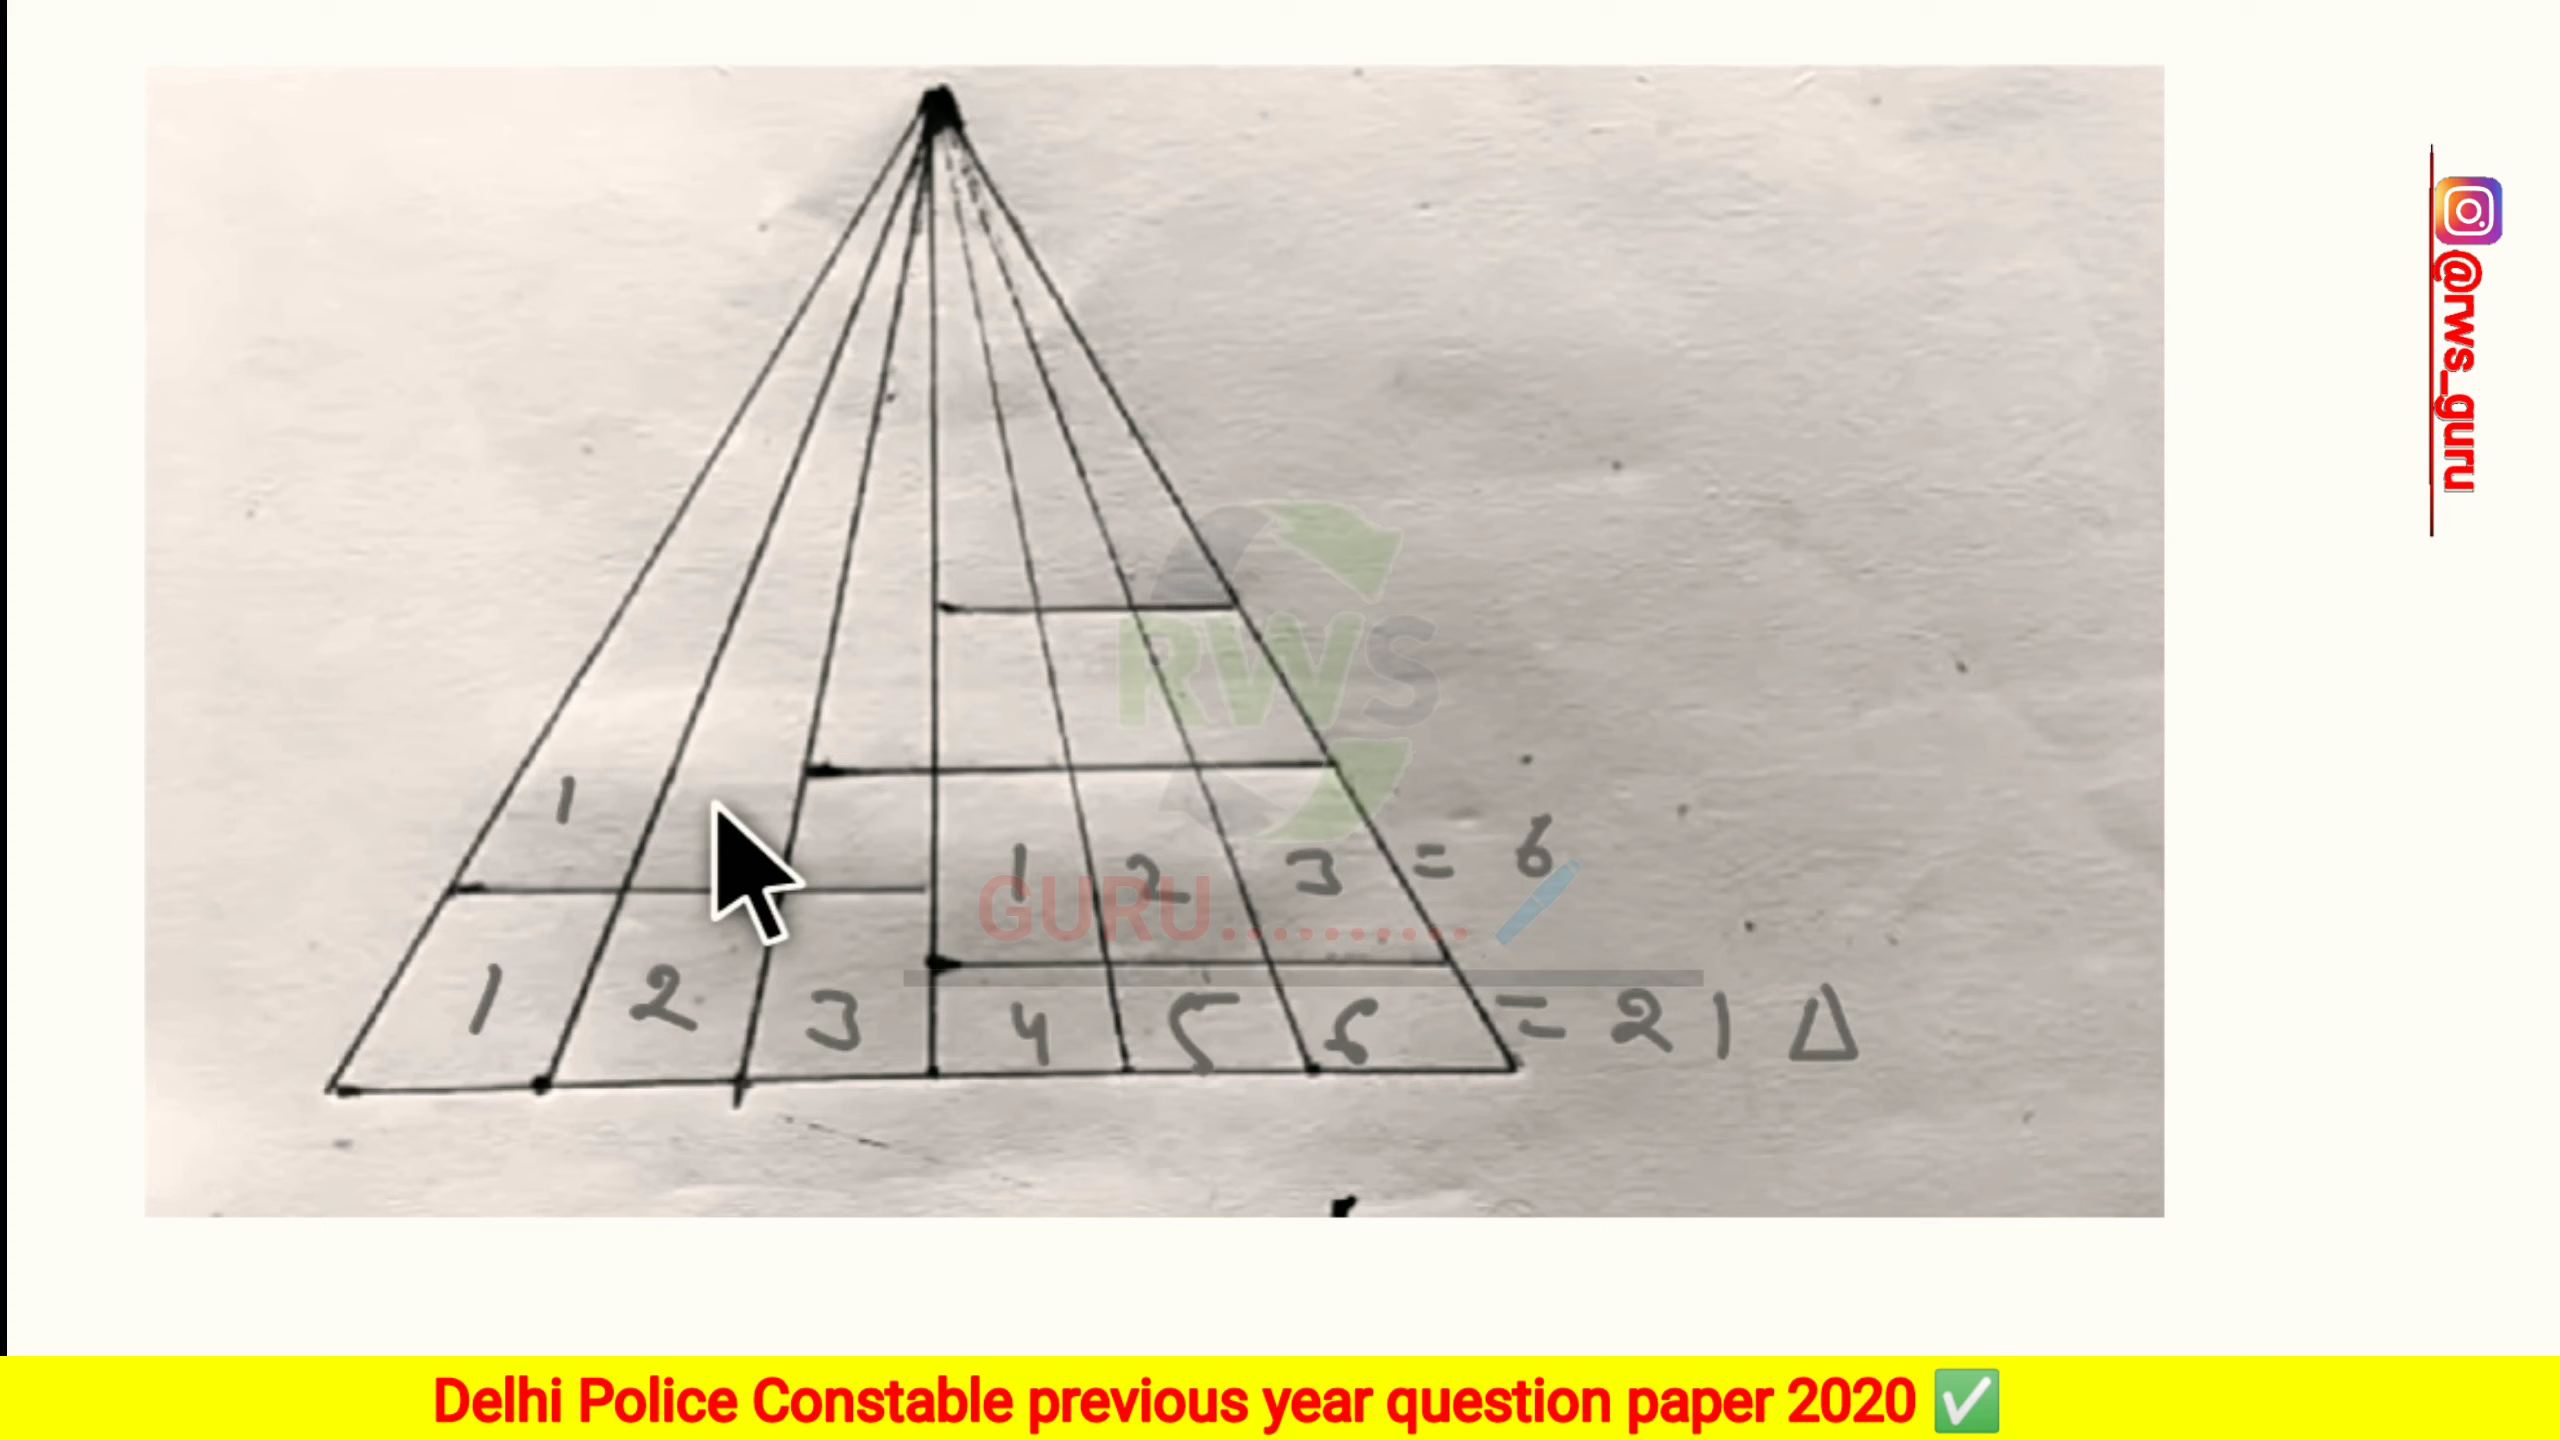 @rws_guru
RWS
1
1 2 3 = 6
GURU..........
1 2 3 4 5 6 = 21 Δ
Delhi Police Constable previous year question paper 2020 ✅